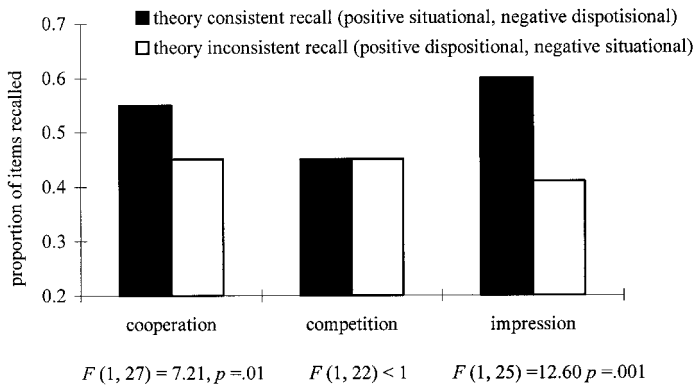 0.7
theory consistent recall (positive situational, negative dispotisional)
theory inconsistent recall (positive dispositional, negative situational)
0.6
0.5
0.4
0.3
0.2
proportion of items recalled
cooperation competition impression
F (1, 27) = 7.21, p =.01 F (1, 22) < 1 F (1, 25) =12.60 p =.001